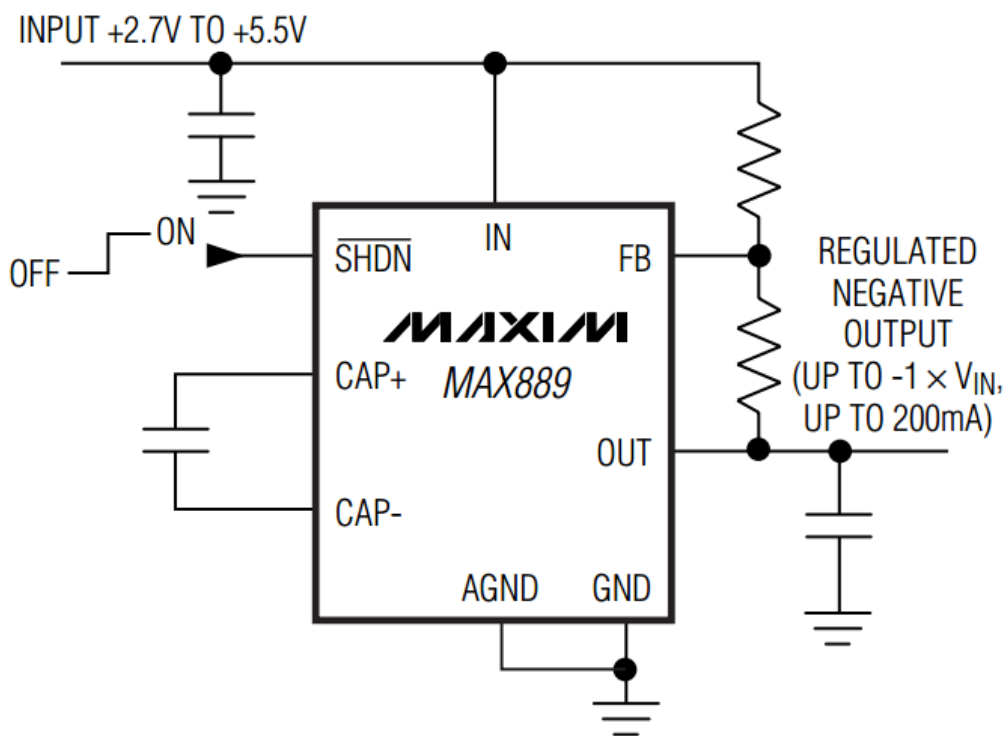 INPUT +2.7V TO +5.5V
ON
OFF
SHDN
IN
FB
REGULATED
NEGATIVE
OUTPUT
(UP TO -1 × VIN,
UP TO 200mA)
MAXIM
MAX889
CAP+
OUT
CAP-
AGND
GND